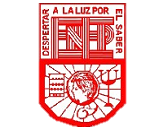 DESPERTAR
A LA LUZ POR
EL SABER
ENP